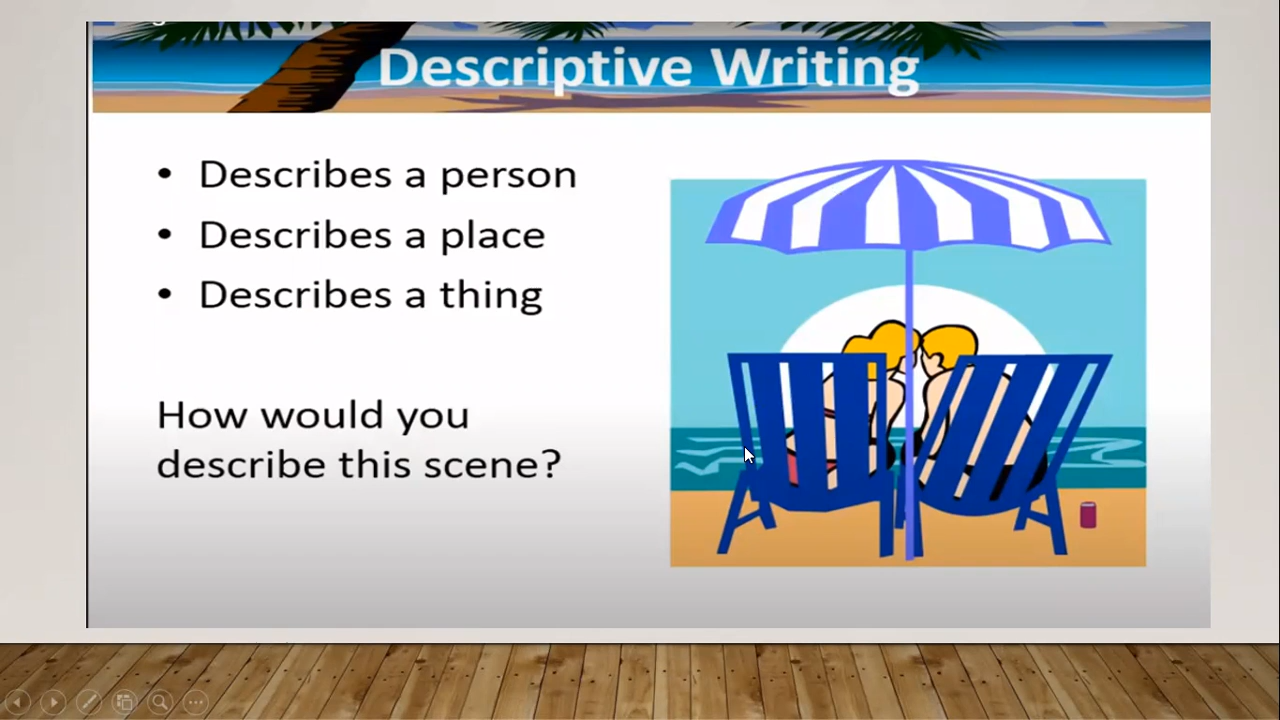 Descriptive Writing
• Describes a person
• Describes a place
• Describes a thing
How would you
describe this scene?